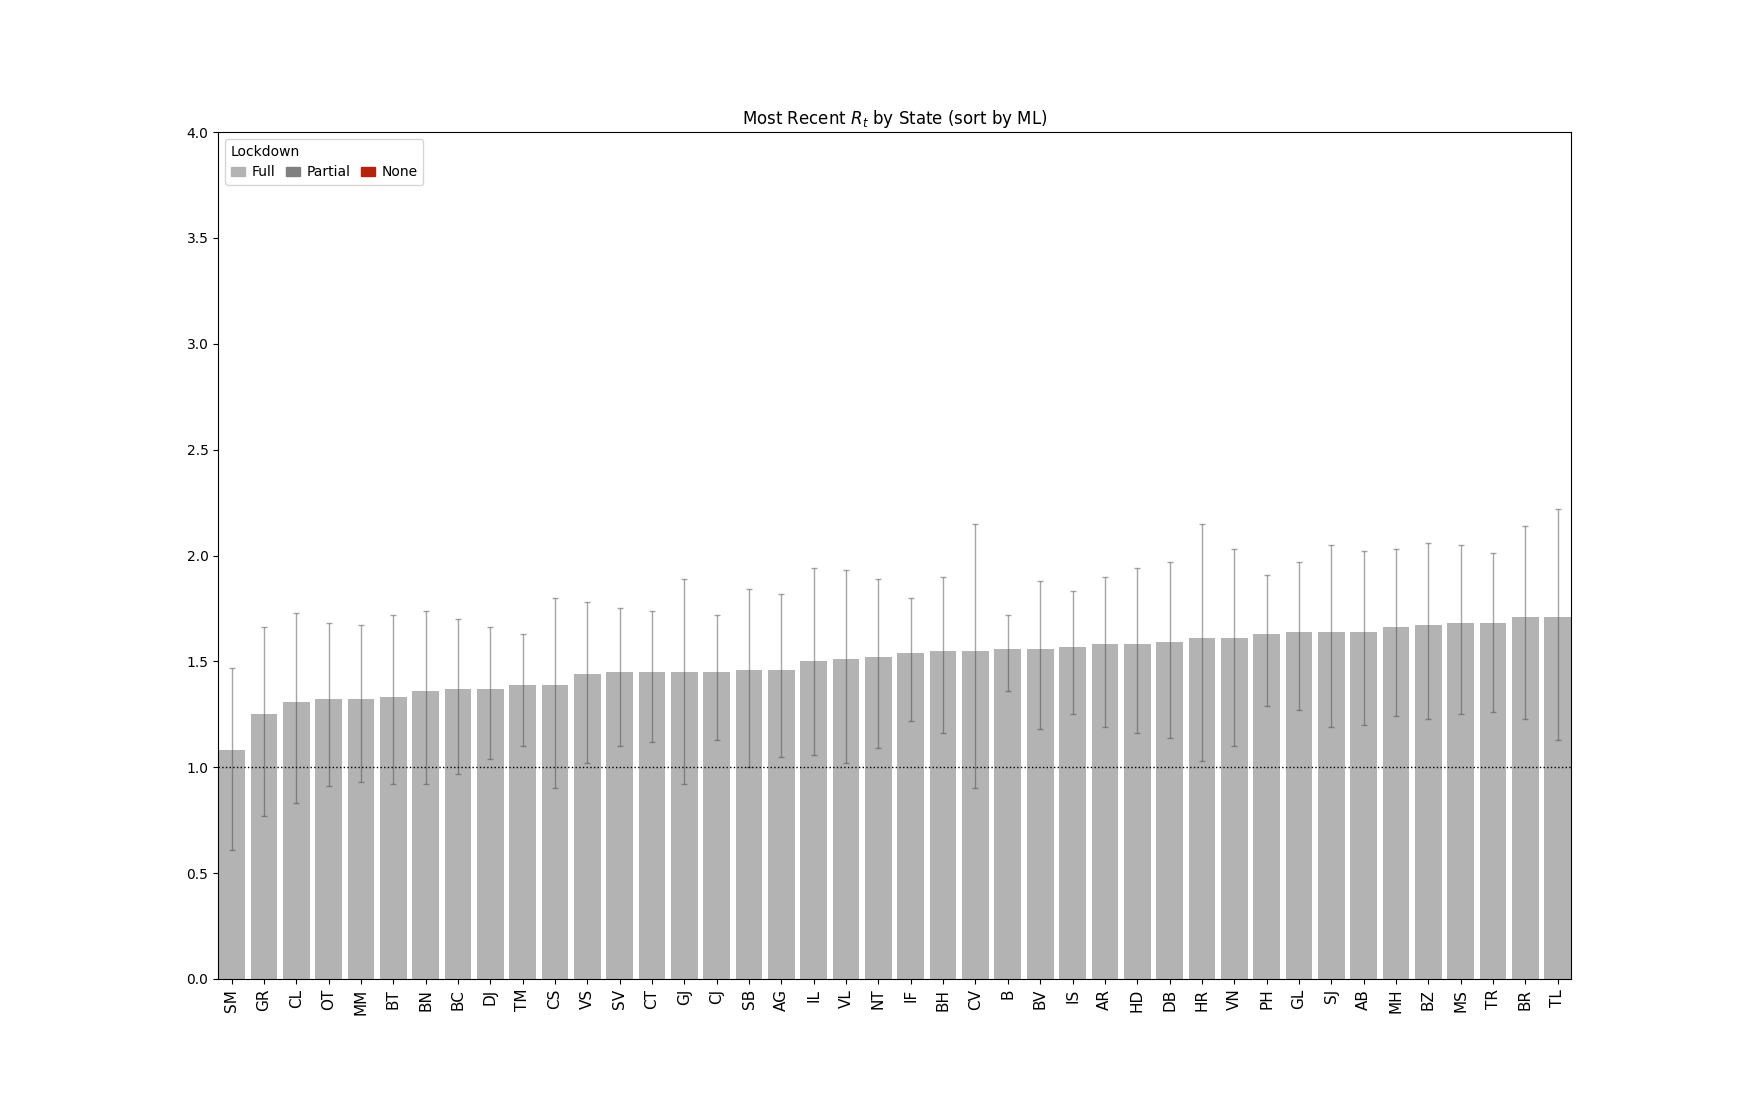 Most Recent Rt by State (sort by ML)
Lockdown
Full Partial None
4.0
3.5
3.0
2.5
2.0
1.5
1.0
0.5
0.0
SM GR CL OT MM BT BN BC DJ TM CS VS SV CT GJ CJ SB AG IL VL NT IF BH CV B BV IS AR HD DB HR VN PH GL SJ AB MH BZ MS TR BR TL